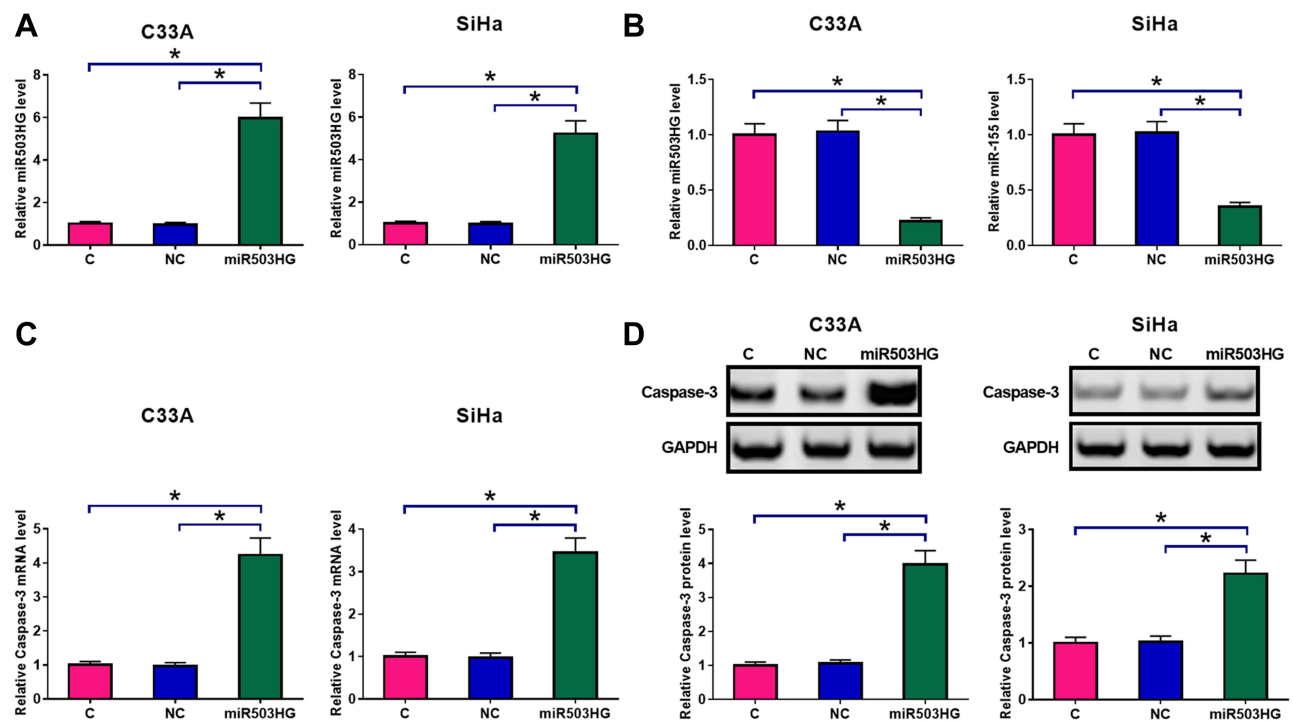 A
C33A
SiHa
B
C33A
SiHa
Relative miR503HG level
8
6
4
2
0
*
*
C
NC
miR503HG
Relative miR503HG level
8
6
4
2
0
*
*
C
NC
miR503HG
Relative miR503HG level
1.5
1.0
0.5
0.0
*
*
C
NC
miR503HG
Relative miR-155 level
1.5
1.0
0.5
0.0
*
*
C
NC
miR503HG
C
C33A
SiHa
Relative Caspase-3 mRNA level
5
4
3
2
1
0
*
*
C
NC
miR503HG
Relative Caspase-3 mRNA level
4
3
2
1
0
*
*
C
NC
miR503HG
D
C33A
C NC miR503HG
Caspase-3
GAPDH
SiHa
C NC miR503HG
Caspase-3
GAPDH
Relative Caspase-3 protein level
5
4
3
2
1
0
*
*
C
NC
miR503HG
Relative Caspase-3 protein level
3
2
1
0
*
*
C
NC
miR503HG